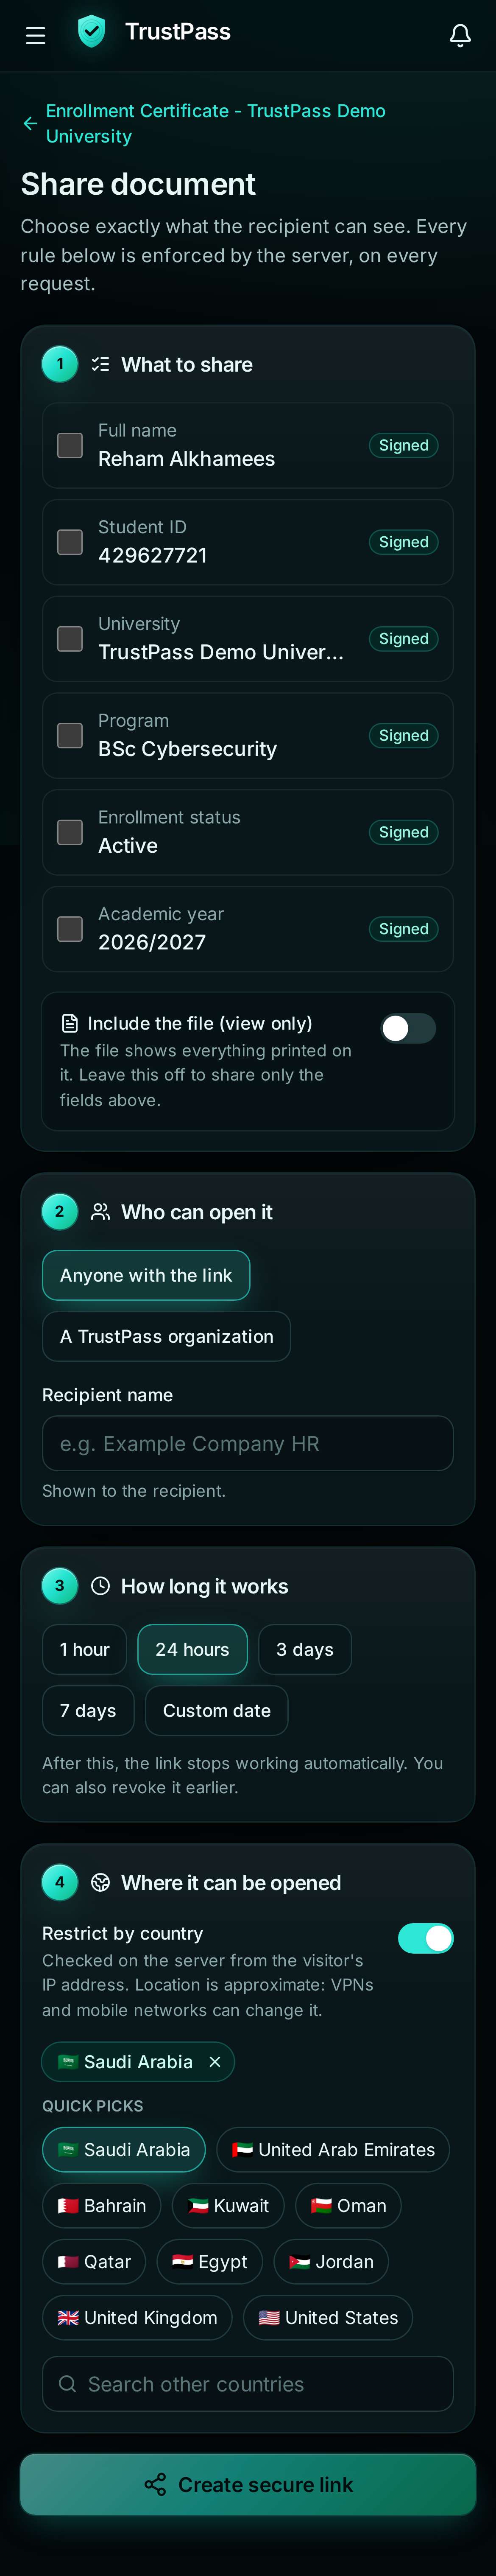 TrustPass
Enrollment Certificate - TrustPass Demo
University
Share document
Choose exactly what the recipient can see. Every
rule below is enforced by the server, on every
request.
1
What to share
Full name
Reham Alkhamees
Signed
Student ID
429627721
Signed
University
TrustPass Demo Univer...
Signed
Program
BSc Cybersecurity
Signed
Enrollment status
Active
Signed
Academic year
2026/2027
Signed
Include the file (view only)
The file shows everything printed on
it. Leave this off to share only the
fields above.
2
Who can open it
Anyone with the link
A TrustPass organization
Recipient name
e.g. Example Company HR
Shown to the recipient.
3
How long it works
1 hour
24 hours
3 days
7 days
Custom date
After this, the link stops working automatically. You
can also revoke it earlier.
4
Where it can be opened
Restrict by country
Checked on the server from the visitor's
IP address. Location is approximate: VPNs
and mobile networks can change it.
Saudi Arabia
QUICK PICKS
Saudi Arabia
United Arab Emirates
Bahrain
Kuwait
Oman
Qatar
Egypt
Jordan
United Kingdom
United States
Search other countries
Create secure link